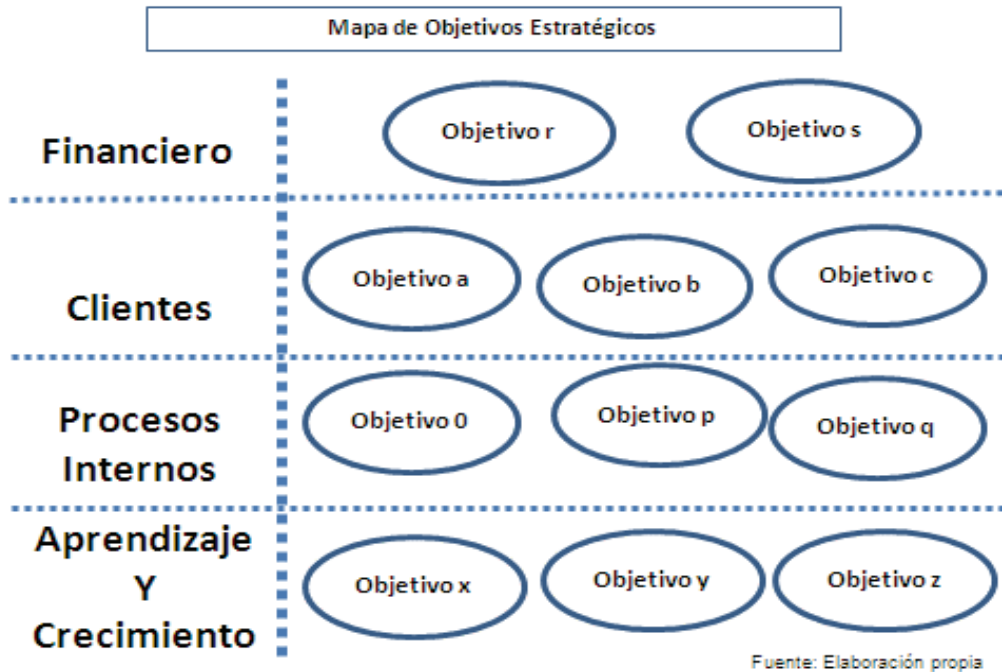 Mapa de Objetivos Estratégicos
Financiero
Objetivo r
Objetivo s
Clientes
Objetivo a
Objetivo b
Objetivo c
Procesos
Internos
Objetivo 0
Objetivo p
Objetivo q
Aprendizaje
Y
Crecimiento
Objetivo x
Objetivo y
Objetivo z
Fuente: Elaboración propia